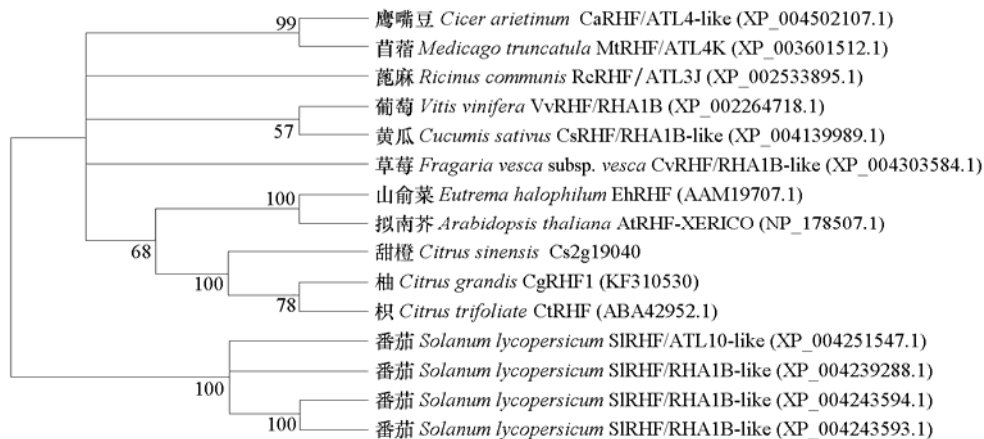 99
鹰嘴豆 Cicer arietinum CaRHF/ATL4-like (XP_004502107.1)
苜蓿 Medicago truncatula MtRHF/ATL4K (XP_003601512.1)
蓖麻 Ricinus communis RcRHF/ATL3J (XP_002533895.1)
葡萄 Vitis vinifera VvRHF/RHA1B (XP_002264718.1)
57
黄瓜 Cucumis sativus CsRHF/RHA1B-like (XP_004139989.1)
草莓 Fragaria vesca subsp. vesca CvRHF/RHA1B-like (XP_004303584.1)
100
山俞菜 Eutrema halophilum EhRHF (AAM19707.1)
拟南芥 Arabidopsis thaliana AtRHF-XERICO (NP_178507.1)
68
甜橙 Citrus sinensis Cs2g19040
100
柚 Citrus grandis CgRHF1 (KF310530)
78
枳 Citrus trifoliate CtRHF (ABA42952.1)
番茄 Solanum lycopersicum SlRHF/ATL10-like (XP_004251547.1)
番茄 Solanum lycopersicum SlRHF/RHA1B-like (XP_004239288.1)
100
番茄 Solanum lycopersicum SlRHF/RHA1B-like (XP_004243594.1)
100
番茄 Solanum lycopersicum SlRHF/RHA1B-like (XP_004243593.1)